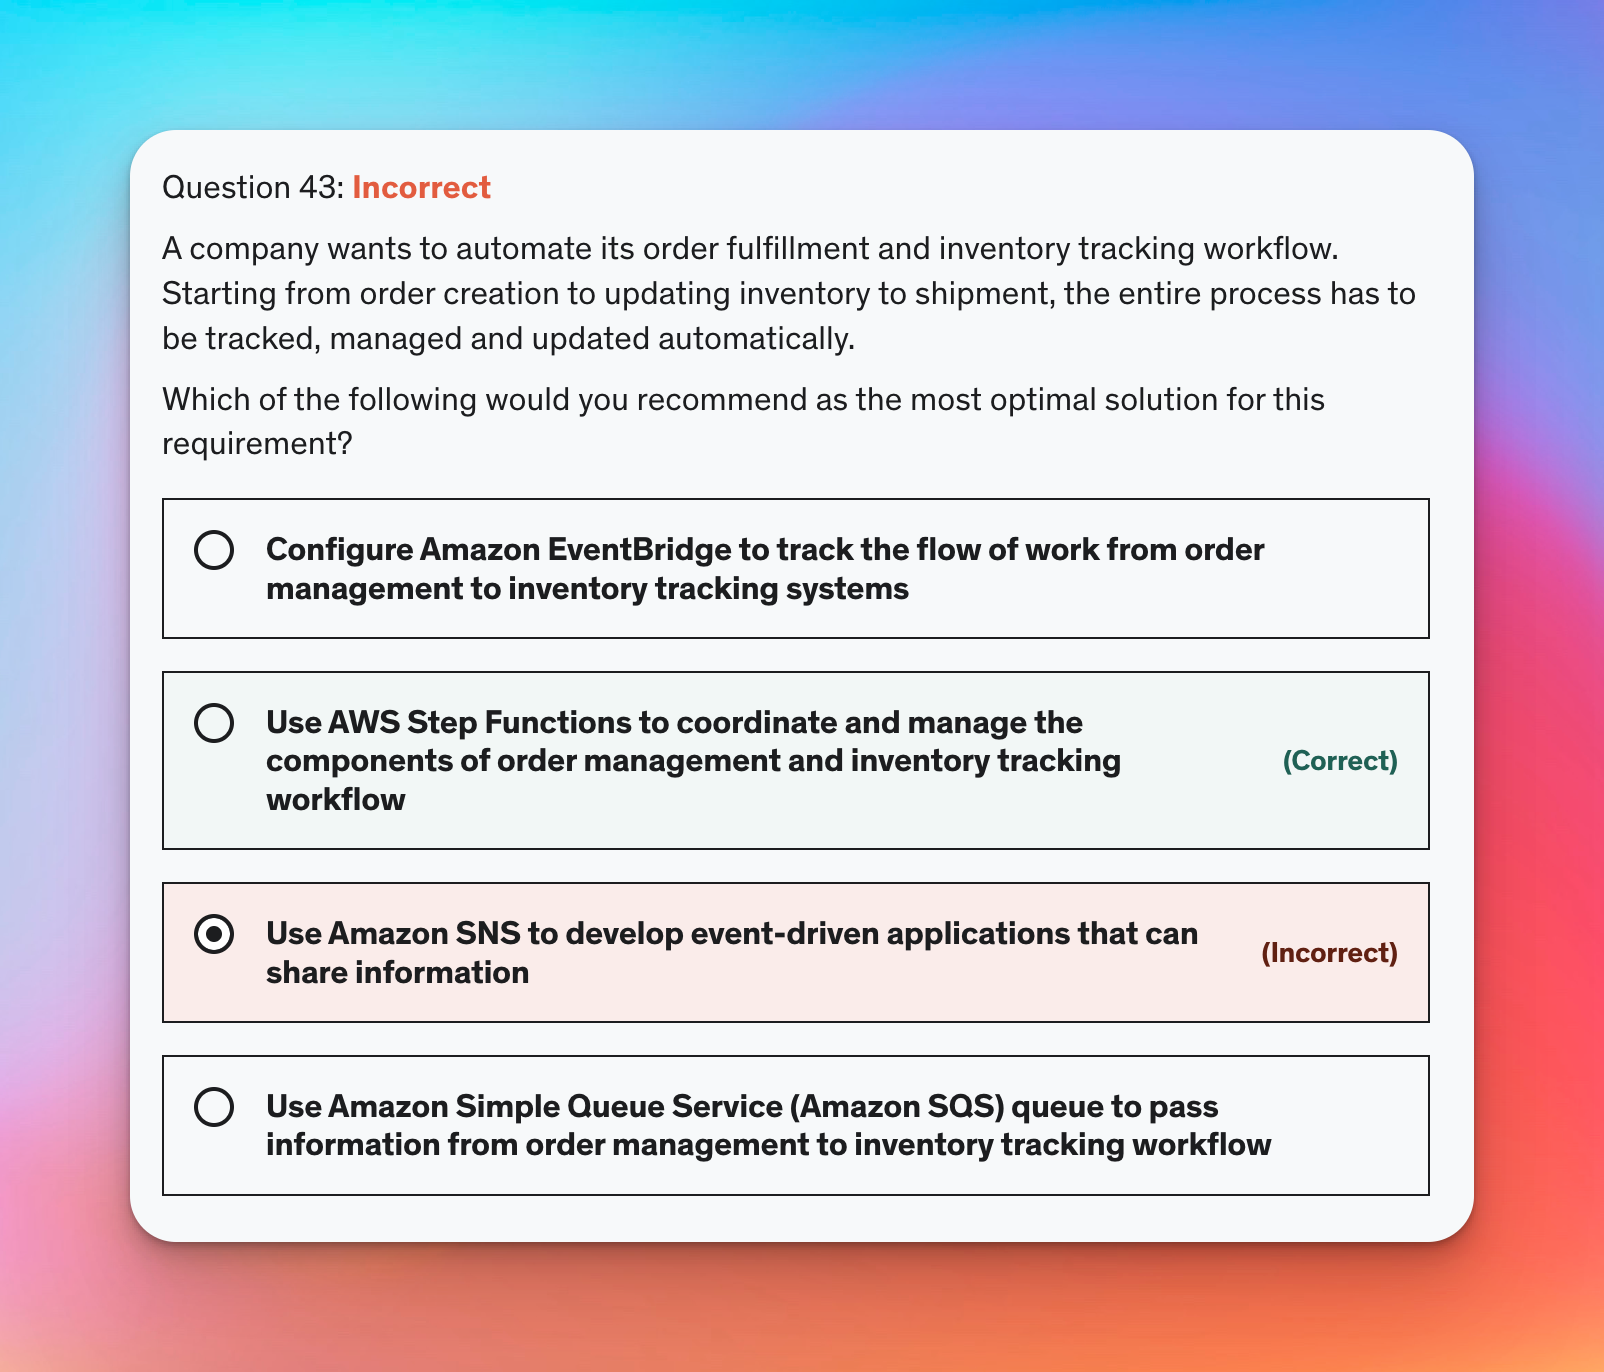 Question 43: Incorrect
A company wants to automate its order fulfillment and inventory tracking workflow.
Starting from order creation to updating inventory to shipment, the entire process has to
be tracked, managed and updated automatically.
Which of the following would you recommend as the most optimal solution for this
requirement?
Configure Amazon EventBridge to track the flow of work from order
management to inventory tracking systems
Use AWS Step Functions to coordinate and manage the
components of order management and inventory tracking
workflow
(Correct)
Use Amazon SNS to develop event-driven applications that can
share information
(Incorrect)
Use Amazon Simple Queue Service (Amazon SQS) queue to pass
information from order management to inventory tracking workflow